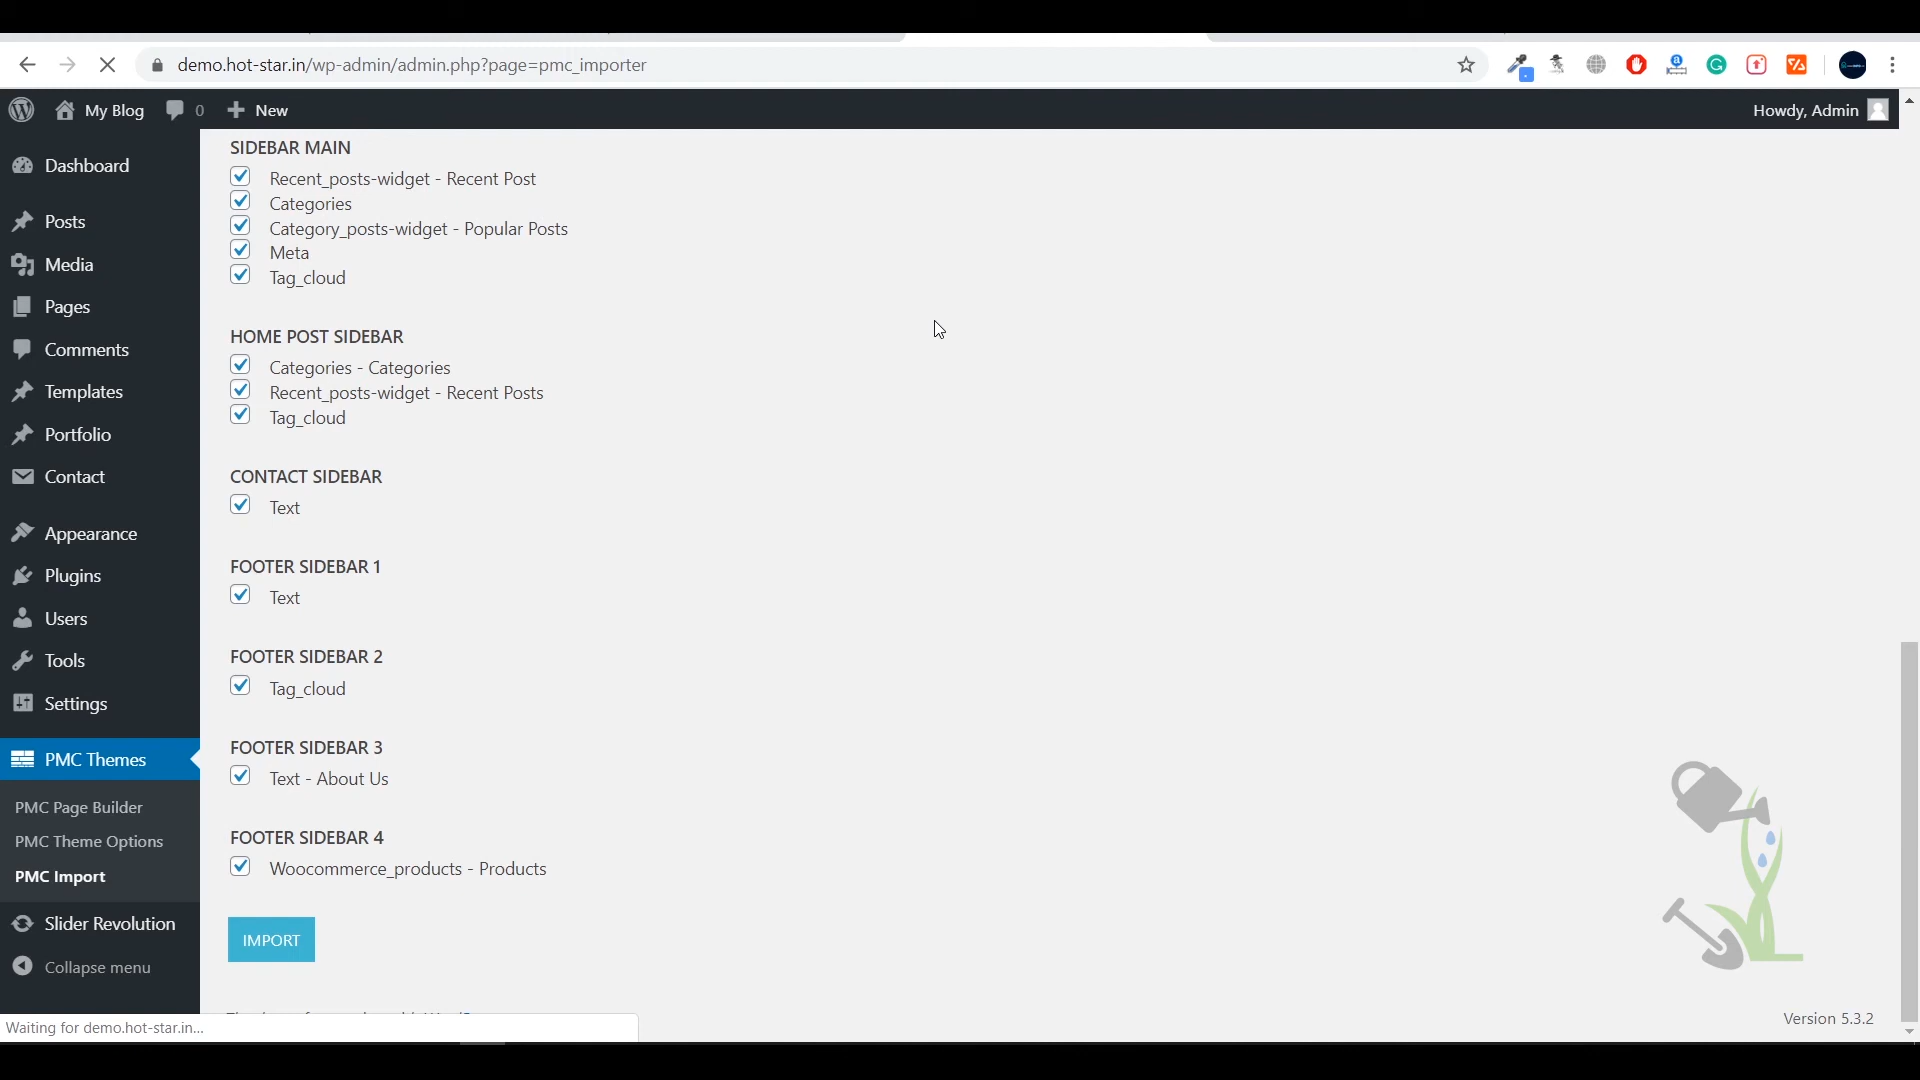 demo.hot-star.in/wp-admin/admin.php?page=pmc_importer
My Blog 0 New Howdy, Admin
Dashboard
Posts
Media
Pages
Comments
Templates
Portfolio
Contact
Appearance
Plugins
Users
Tools
Settings
PMC Themes
PMC Page Builder
PMC Theme Options
PMC Import
Slider Revolution
Collapse menu
SIDEBAR MAIN
Recent_posts-widget - Recent Post
Categories
Category_posts-widget - Popular Posts
Meta
Tag_cloud
HOME POST SIDEBAR
Categories - Categories
Recent_posts-widget - Recent Posts
Tag_cloud
CONTACT SIDEBAR
Text
FOOTER SIDEBAR 1
Text
FOOTER SIDEBAR 2
Tag_cloud
FOOTER SIDEBAR 3
Text - About Us
FOOTER SIDEBAR 4
Woocommerce_products - Products
IMPORT
Version 5.3.2
Waiting for demo.hot-star.in...